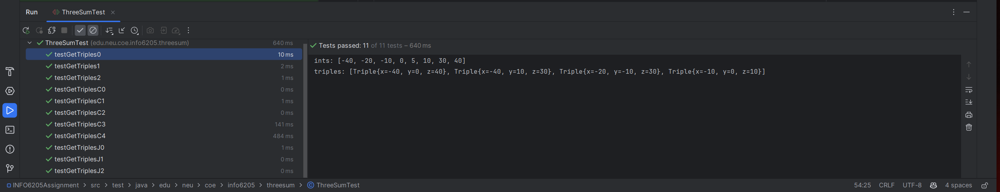 Run ThreeSumTest
ThreeSumTest (edu.neu.coe.info6205.threesum) 640 ms
testGetTriples0 10 ms
testGetTriples1 2 ms
testGetTriples2 1 ms
testGetTriplesC0 0 ms
testGetTriplesC1 1 ms
testGetTriplesC2 0 ms
testGetTriplesC3 141 ms
testGetTriplesC4 484 ms
testGetTriplesJ0 1 ms
testGetTriplesJ1 0 ms
testGetTriplesJ2 0 ms
Tests passed: 11 of 11 tests – 640 ms
ints: [-40, -20, -10, 0, 5, 10, 30, 40]
triples: [Triple{x=-40, y=0, z=40}, Triple{x=-40, y=10, z=30}, Triple{x=-20, y=-10, z=30}, Triple{x=-10, y=0, z=10}]
INFO6205Assignment > src > test > java > edu > neu > coe > info6205 > threesum > ThreeSumTest 54:25 CRLF UTF-8 4 spaces